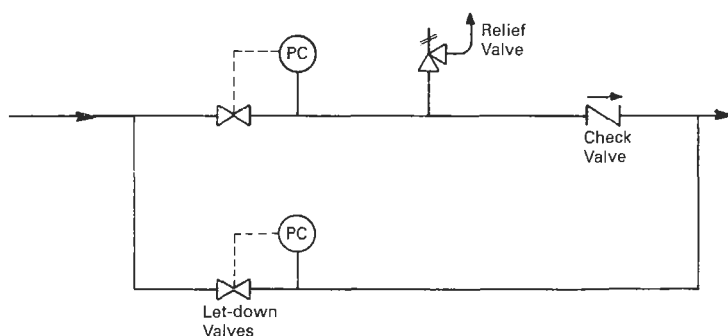 PC
Relief
Valve
Check
Valve
PC
Let-down
Valves